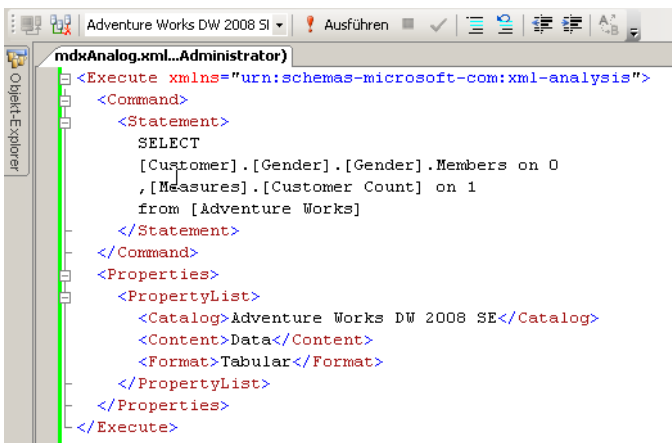 Adventure Works DW 2008 SI
Ausführen
mdxAnalog.xml...Administrator)
Objekt-Explorer
<Execute xmlns="urn:schemas-microsoft-com:xml-analysis">
<Command>
<Statement>
SELECT
[Customer].[Gender].[Gender].Members on 0
,[Measures].[Customer Count] on 1
from [Adventure Works]
</Statement>
</Command>
<Properties>
<PropertyList>
<Catalog>Adventure Works DW 2008 SE</Catalog>
<Content>Data</Content>
<Format>Tabular</Format>
</PropertyList>
</Properties>
</Execute>